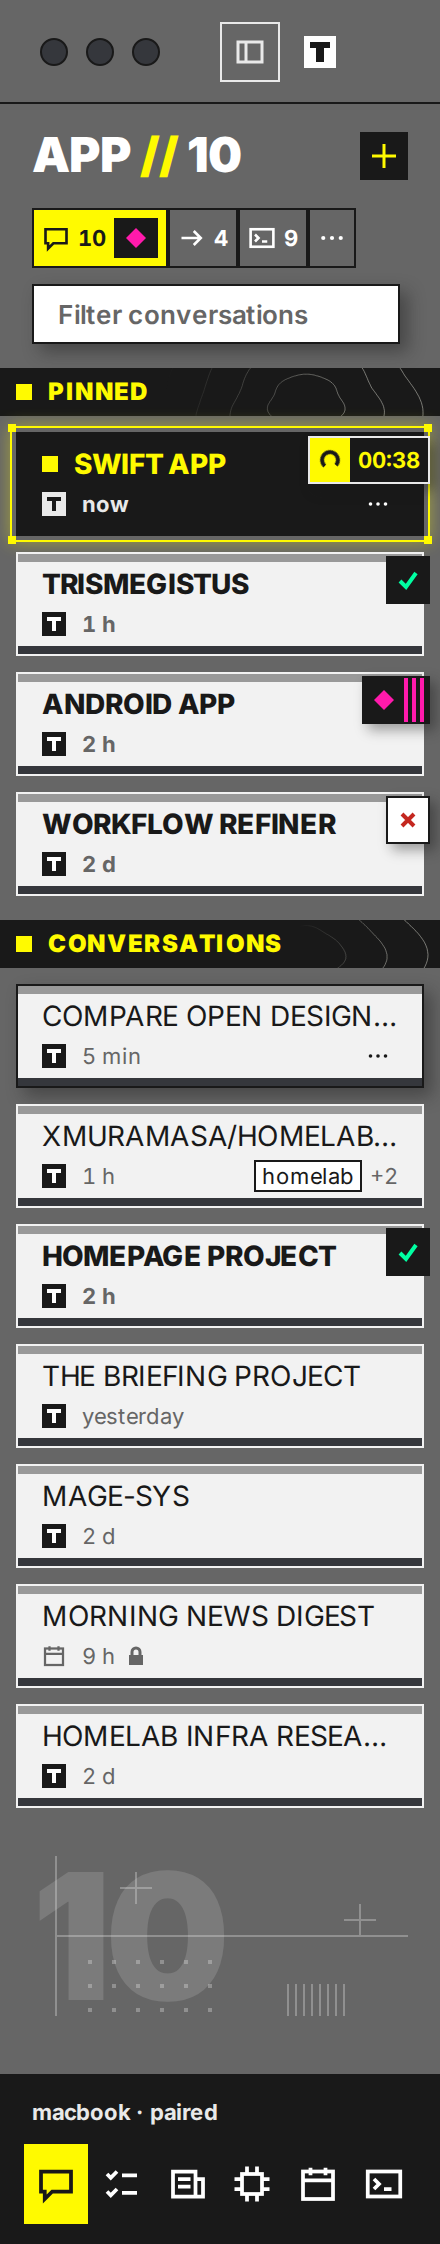 T
APP // 10
10
4
9
Filter conversations
PINNED
SWIFT APP
00:38
T now
TRISMEGISTUS
T 1 h
ANDROID APP
T 2 h
WORKFLOW REFINER
T 2 d
CONVERSATIONS
COMPARE OPEN DESIGN...
T 5 min
XMURAMASA/HOMELAB...
T 1 h homelab +2
HOMEPAGE PROJECT
T 2 h
THE BRIEFING PROJECT
T yesterday
MAGE-SYS
T 2 d
MORNING NEWS DIGEST
9 h
HOMELAB INFRA RESEA...
T 2 d
10
macbook · paired